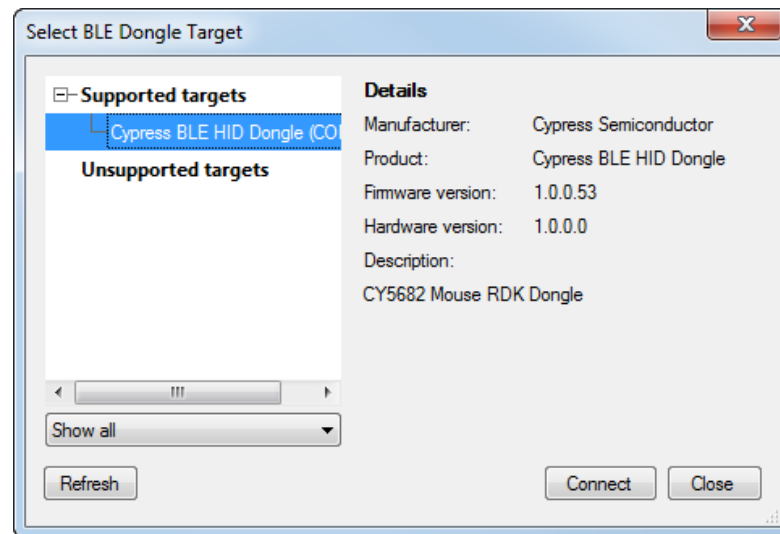 Select BLE Dongle Target
Supported targets
Cypress BLE HID Dongle
Unsupported targets
Show all
Refresh
Details
Manufacturer: Cypress Semiconductor
Product: Cypress BLE HID Dongle
Firmware version: 1.0.0.53
Hardware version: 1.0.0.0
Description:
CY5682 Mouse RDK Dongle
Connect
Close